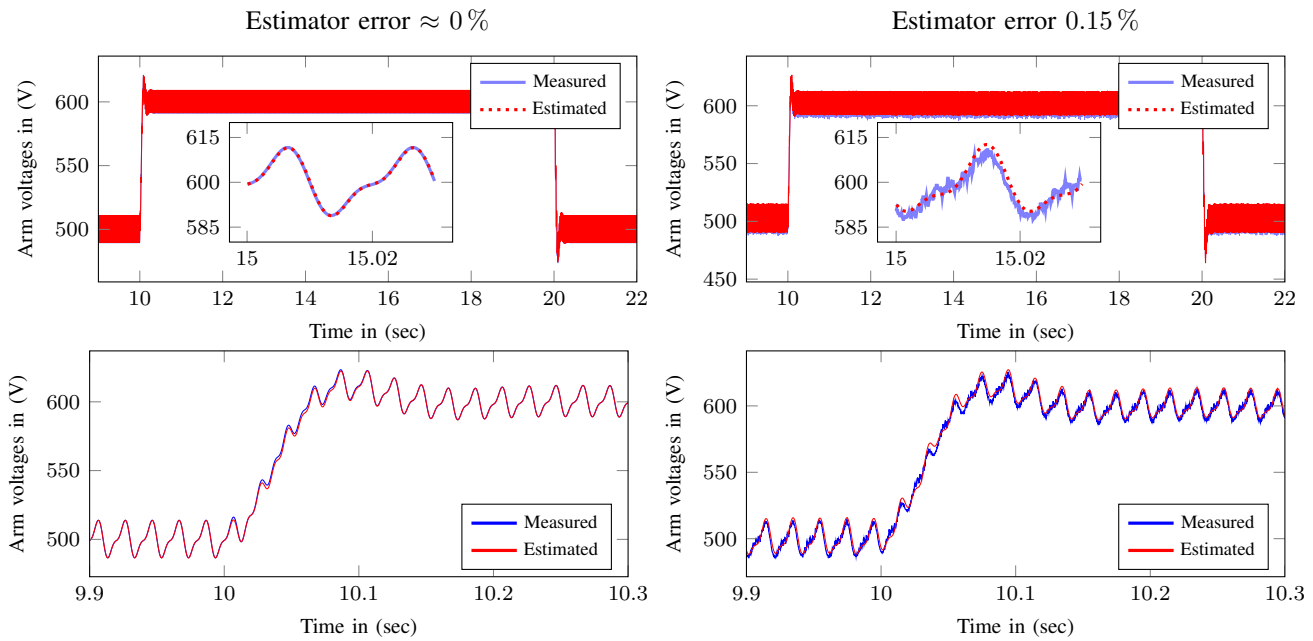 Estimator error ≈ 0 %
Estimator error 0.15 %
Arm voltages in (V)
600
550
500
Measured
Estimated
615
600
585
15
15.02
10
12
14
16
18
20
22
Time in (sec)
Arm voltages in (V)
600
550
500
450
Measured
Estimated
615
600
585
15
15.02
10
12
14
16
18
20
22
Time in (sec)
Arm voltages in (V)
600
550
500
Measured
Estimated
9.9
10
10.1
10.2
10.3
Time in (sec)
Arm voltages in (V)
600
550
500
Measured
Estimated
9.9
10
10.1
10.2
10.3
Time in (sec)